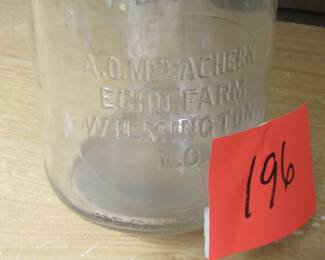 A.O. McEACHERN
ECHO FARM
WILMINGTON
N.C.
196